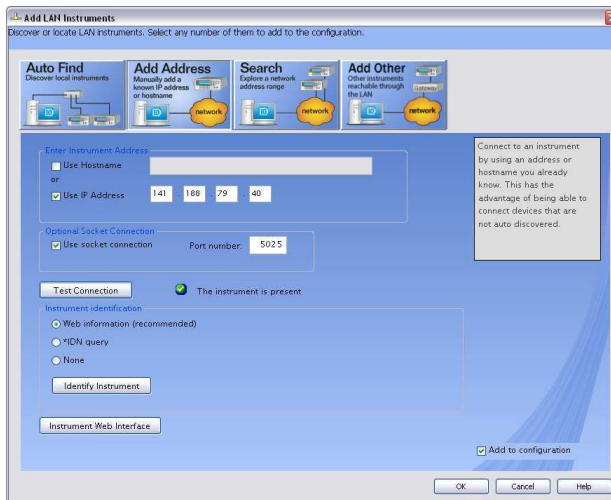 Add LAN Instruments
Discover or locate LAN instruments. Select any number of them to add to the configuration.
Auto Find
Discover local instruments
Add Address
Manually add a
known IP address
or hostname
network
Search
Explore a network
address range
network
Add Other
Other instruments
reachable through
the LAN
Gateway
network
Enter Instrument Address
Use Hostname
or
Use IP Address 141 . 188 . 79 . 40
Optional Socket Connection
Use socket connection Port number: 5025
Test Connection The instrument is present
Instrument identification
Web information (recommended)
*IDN query
None
Identify Instrument
Instrument Web Interface
Connect to an instrument
by using an address or
hostname you already
know. This has the
advantage of being able to
connect devices that are
not auto discovered.
Add to configuration
OK Cancel Help